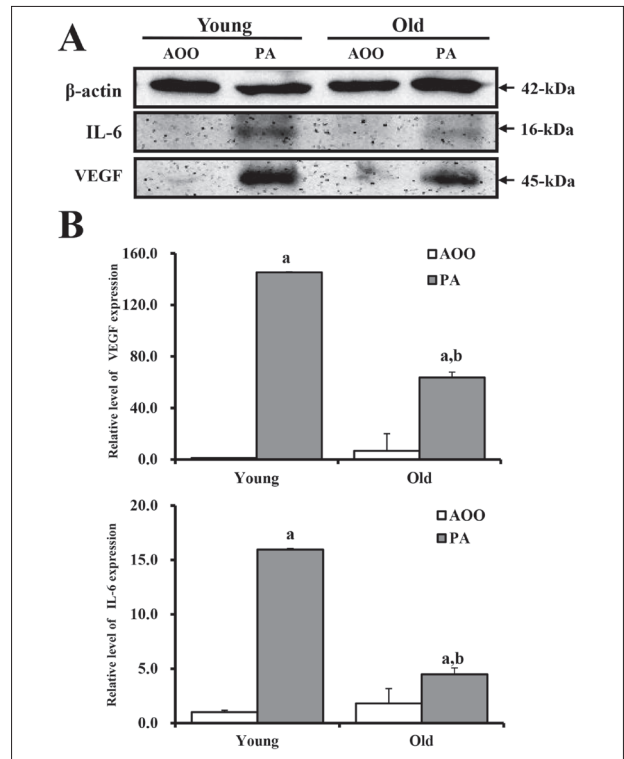 A
Young Old
AOO PA AOO PA
β-actin 42-kDa
IL-6 16-kDa
VEGF 45-kDa
B
Relative level of VEGF expression
160.0
120.0
80.0
40.0
0.0
a
a,b
AOO
PA
Young Old
Relative level of IL-6 expression
20.0
15.0
10.0
5.0
0.0
a
a,b
AOO
PA
Young Old